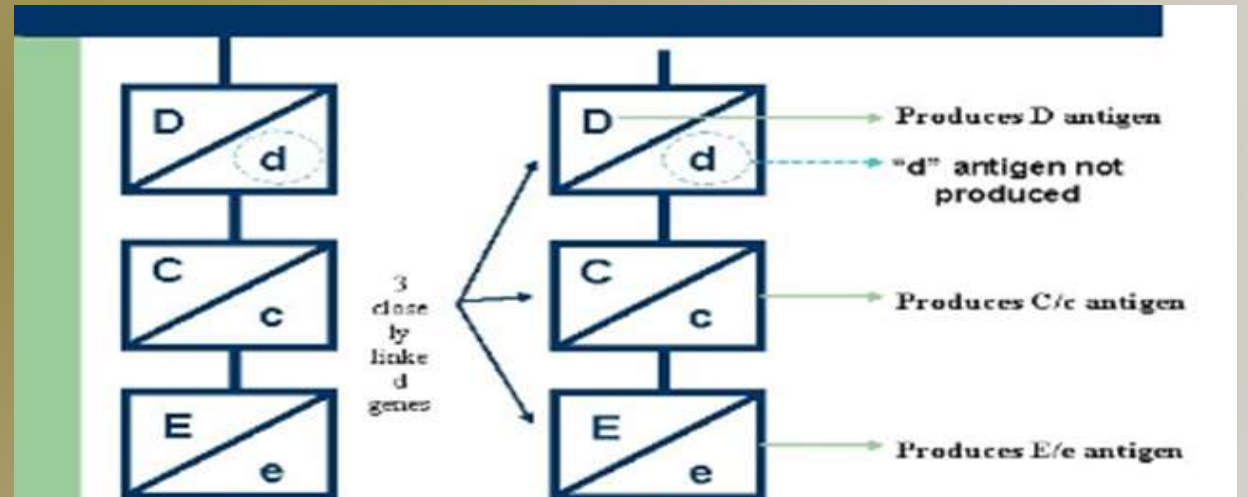 D
d
C
c
E
e
3
close
ly
linke
d
genes
D
d
C
c
E
e
Produces D antigen
"d" antigen not
produced
Produces C/c antigen
Produces E/e antigen